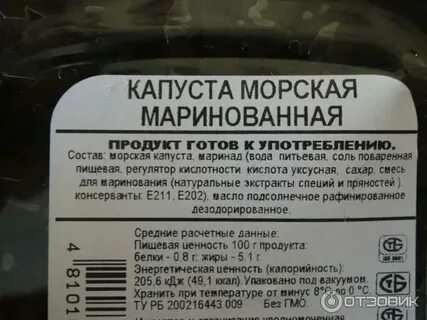 КАПУСТА МОРСКАЯ
МАРИНОВАННАЯ
ПРОДУКТ ГОТОВ К УПОТРЕБЛЕНИЮ.
Состав: морская капуста, маринад (вода питьевая, соль поваренная
пищевая, регулятор кислотности кислота уксусная, сахар, смесь
для маринования (натуральные экстракты специй и пряностей ),
консерванты: Е211, Е202), масло подсолнечное рафинированное
дезодорированное.
Средние расчетные данные:
Пищевая ценность 100 г продукта:
белки - 0.8 г: жиры - 5.1 г.
Энергетическая ценность (калорийность):
205,6 кДж (49,1 ккал).Упаковано под вакуумом.
Хранить при температуре от минус 8°С до 0 °С.
ТУ РБ 200216443.009 Без ГМО.
4 8101
ОТЗОВИК